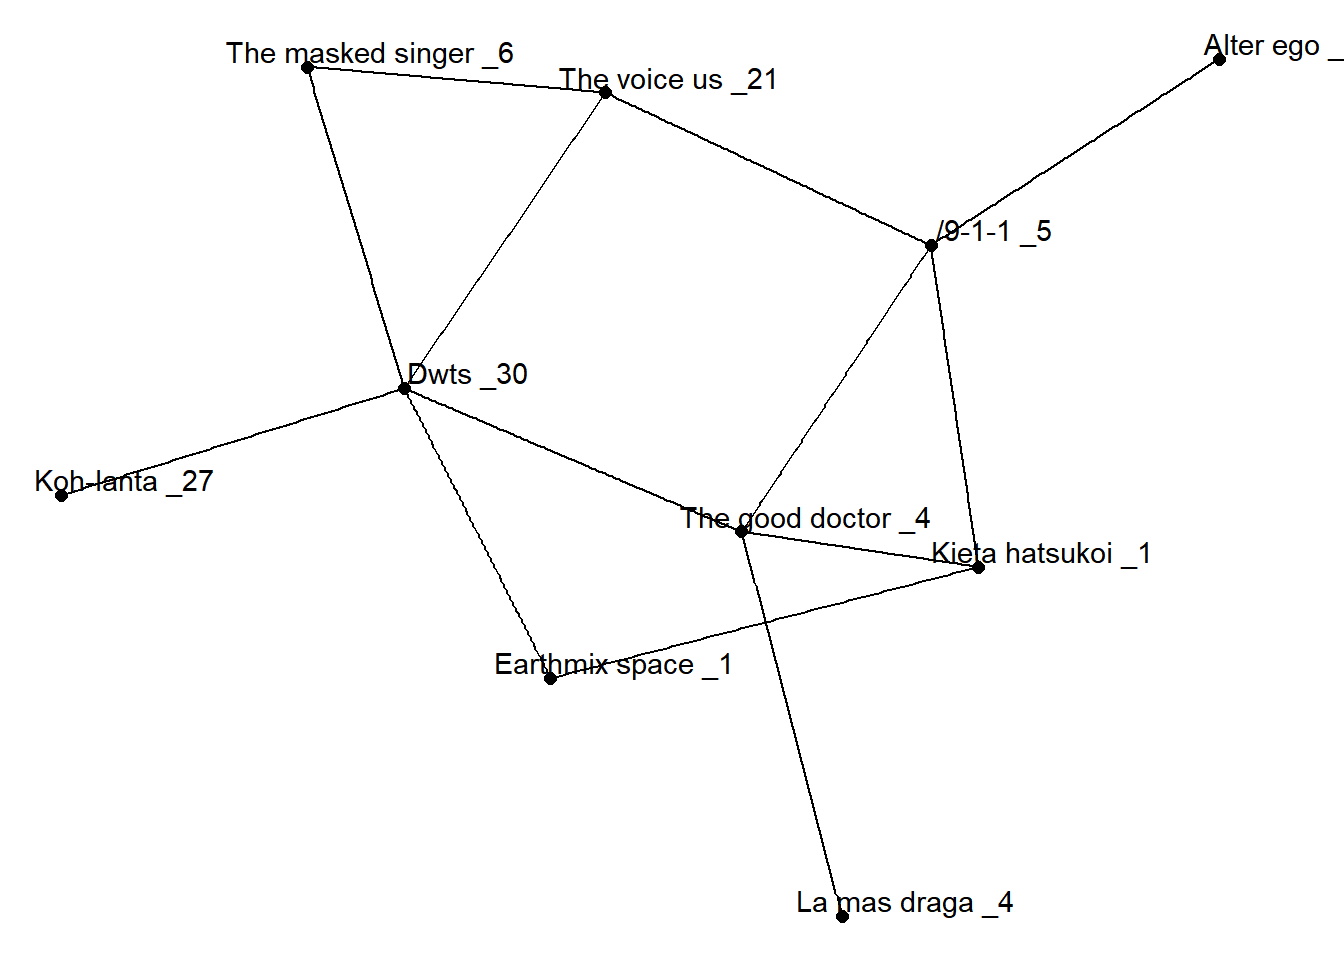 The masked singer _6
Alter ego _
The voice us _21
/9-1-1 _5
Dwts _30
Koh-lanta _27
The good doctor _4
Kieta hatsukoi _1
Earthmix space _1
La mas draga _4